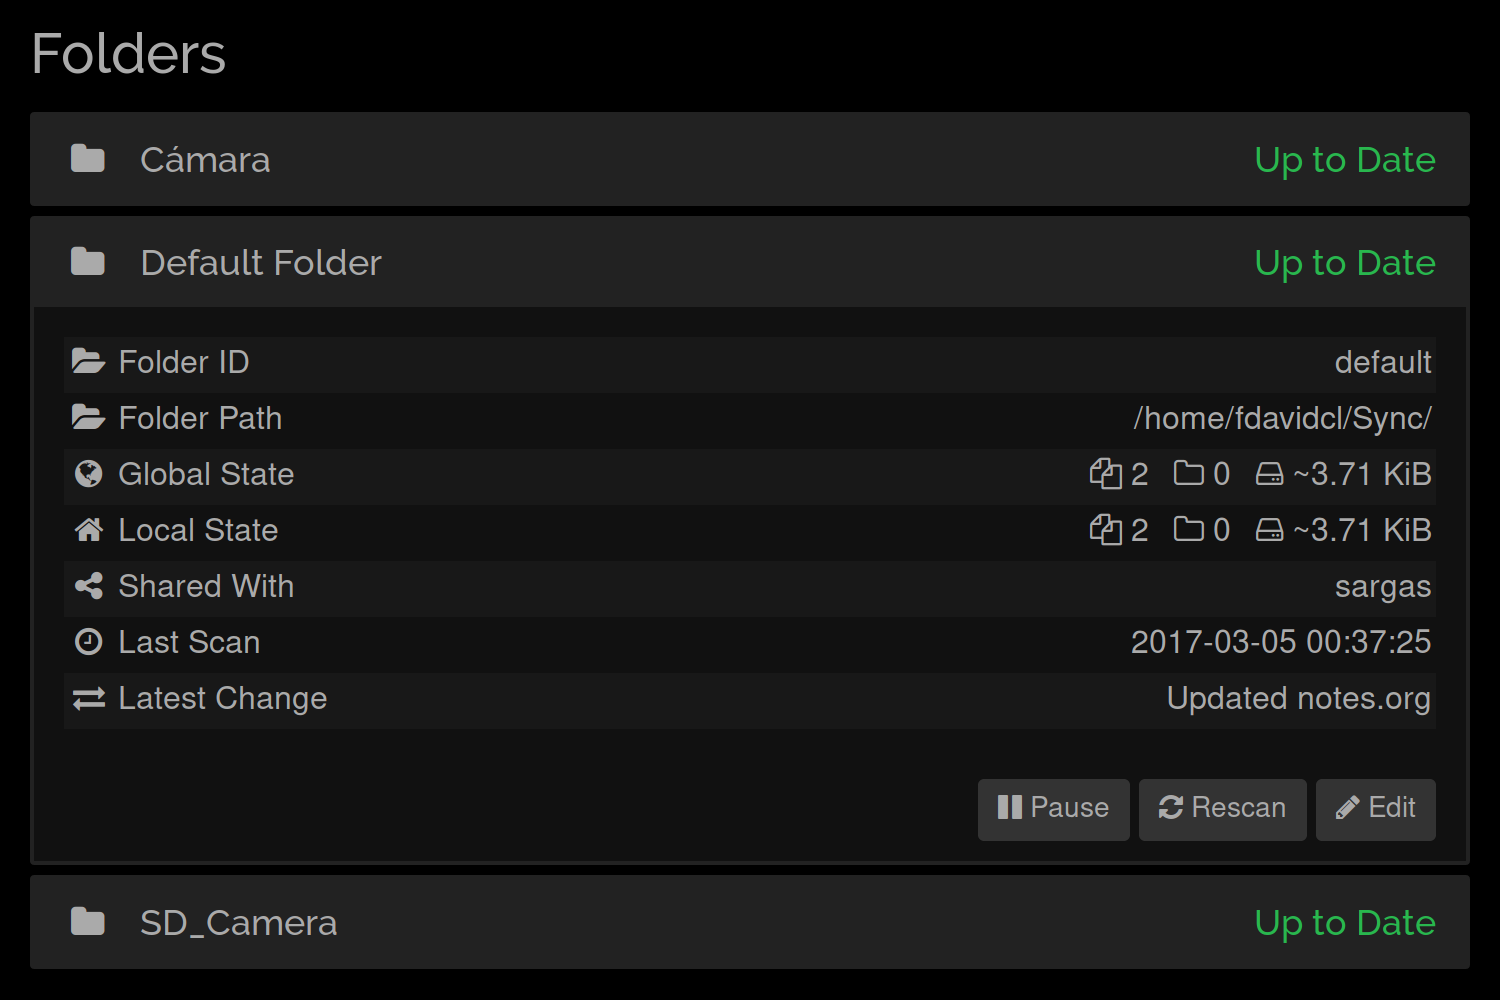 Folders
Cámara Up to Date
Default Folder Up to Date
Folder ID default
Folder Path /home/fdavidcl/Sync/
Global State 2 0 ~3.71 KiB
Local State 2 0 ~3.71 KiB
Shared With sargas
Last Scan 2017-03-05 00:37:25
Latest Change Updated notes.org
Pause Rescan Edit
SD_Camera Up to Date